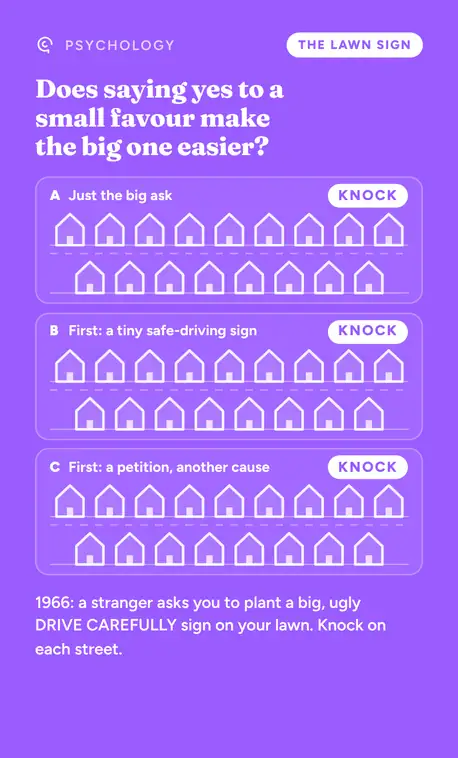 PSYCHOLOGY
THE LAWN SIGN
Does saying yes to a
small favour make
the big one easier?
A Just the big ask
KNOCK
B First: a tiny safe-driving sign
KNOCK
C First: a petition, another cause
KNOCK
1966: a stranger asks you to plant a big, ugly
DRIVE CAREFULLY sign on your lawn. Knock on
each street.